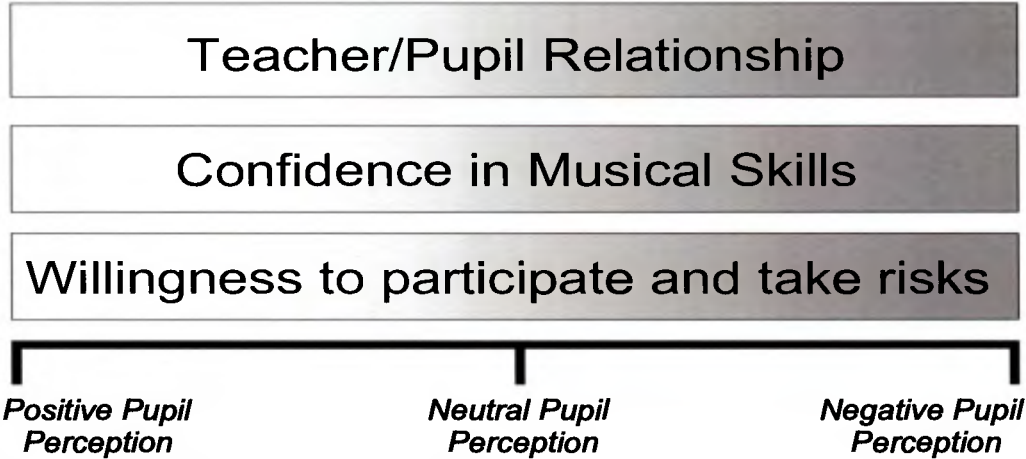 Teacher/Pupil Relationship
Confidence in Musical Skills
Willingness to participate and take risks
Positive Pupil
Perception
Neutral Pupil
Perception
Negative Pupil
Perception